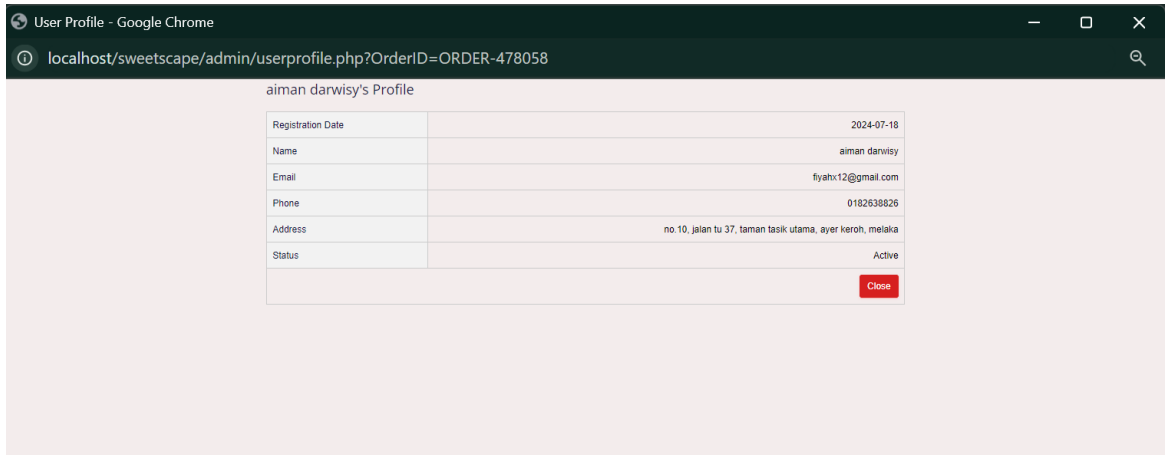 User Profile - Google Chrome
localhost/sweetscape/admin/userprofile.php?OrderID=ORDER-478058
aiman darwisy's Profile
Registration Date 2024-07-18
Name aiman darwisy
Email fiyahx12@gmail.com
Phone 0182638826
Address no.10, jalan tu 37, taman tasik utama, ayer keroh, melaka
Status Active
Close